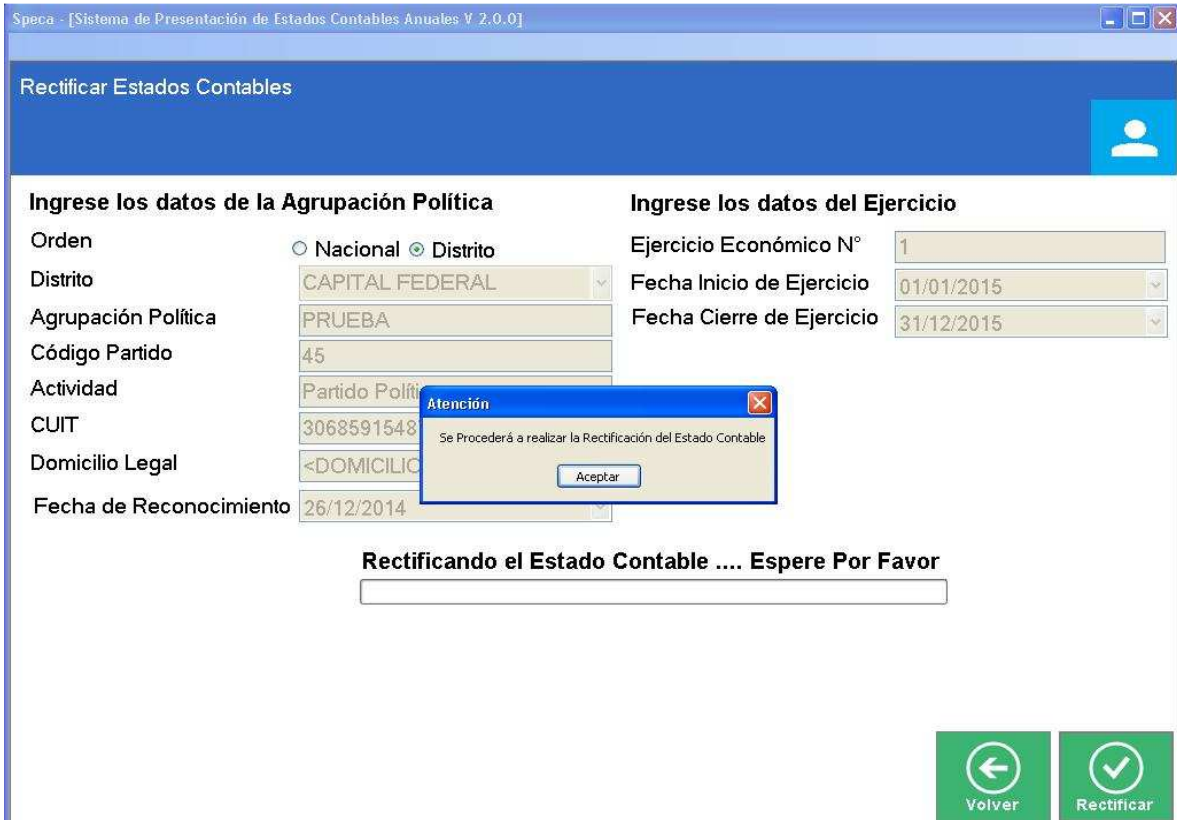 Speca - [Sistema de Presentación de Estados Contables Anuales V 2.0.0]
Rectificar Estados Contables
Ingrese los datos de la Agrupación Política
Orden
Nacional Distrito
Distrito
CAPITAL FEDERAL
Agrupación Política
PRUEBA
Código Partido
45
Actividad
Partido Políti
CUIT
3068591548
Domicilio Legal
<DOMICILIO
Fecha de Reconocimiento
26/12/2014
Ingrese los datos del Ejercicio
Ejercicio Económico N°
1
Fecha Inicio de Ejercicio
01/01/2015
Fecha Cierre de Ejercicio
31/12/2015
Atención
Se Procederá a realizar la Rectificación del Estado Contable
Aceptar
Rectificando el Estado Contable .... Espere Por Favor
Volver
Rectificar